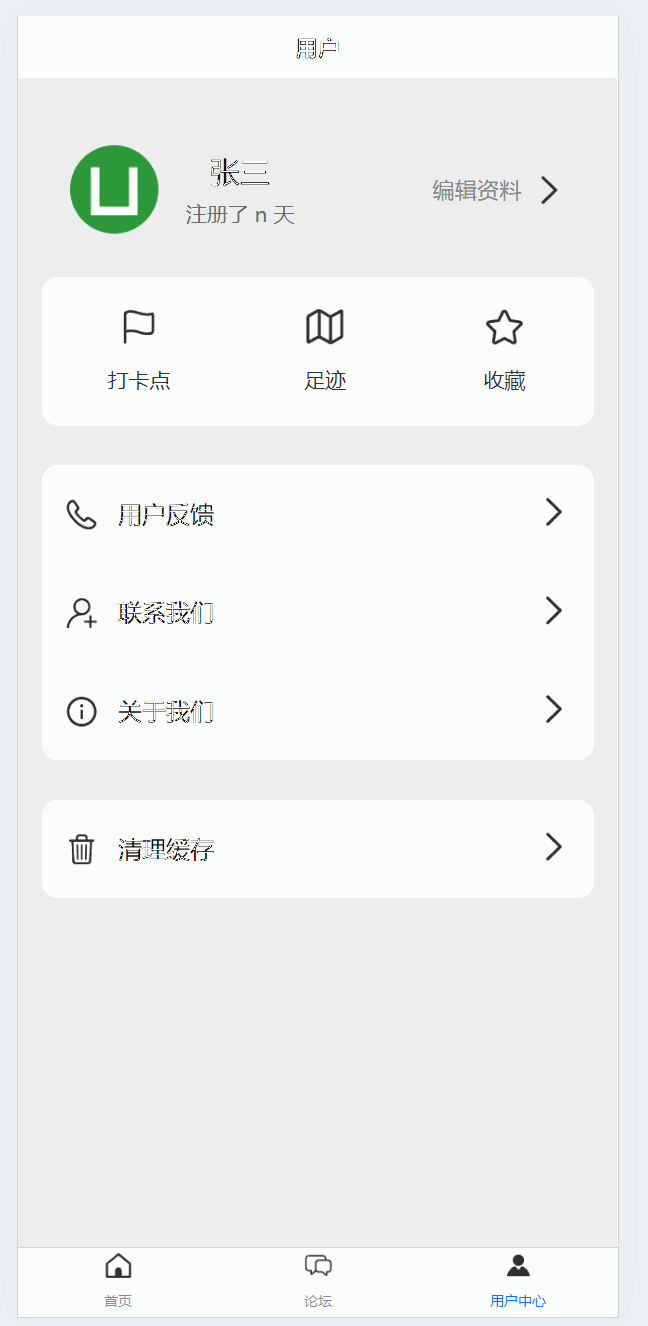 用户
张三
注册了 n 天
编辑资料
打卡点
足迹
收藏
用户反馈
联系我们
关于我们
清理缓存
首页
论坛
用户中心